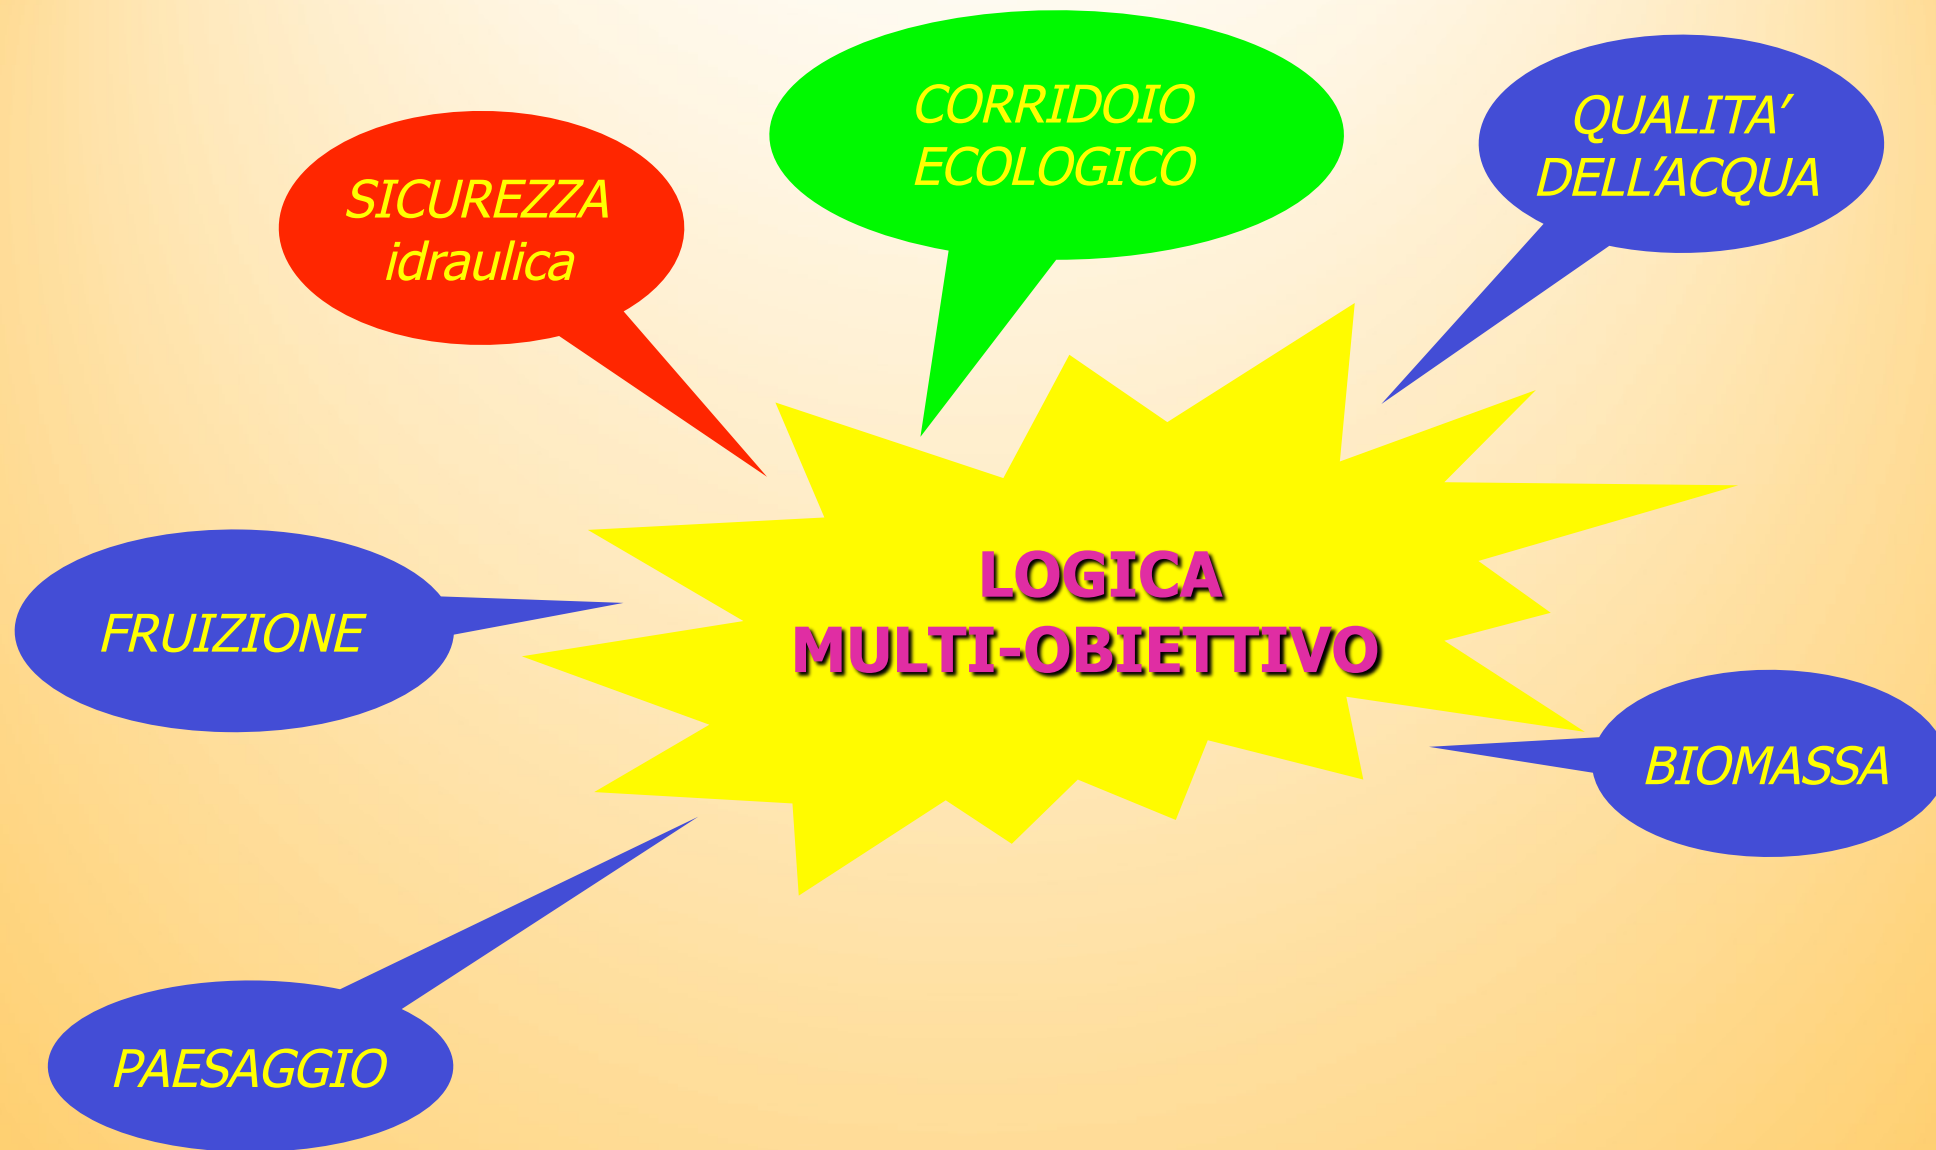 CORRIDOIO
ECOLOGICO
QUALITA’
DELL’ACQUA
SICUREZZA
idraulica
LOGICA
MULTI-OBIETTIVO
FRUIZIONE
BIOMASSA
PAESAGGIO